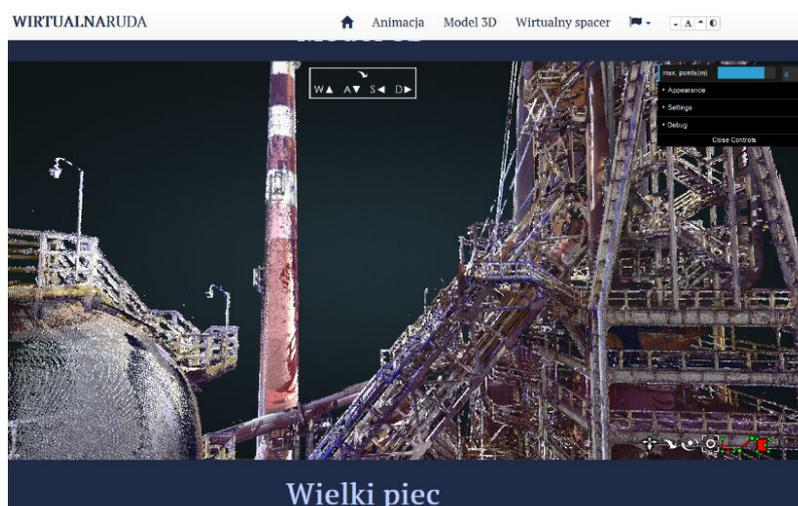 WIRTUALNARUDA
Animacja Model 3D Wirtualny spacer - A
W▲ A▼ S◀ D▶
max. points(m)
Appearance
Settings
Debug
Close Controls
Wielki piec